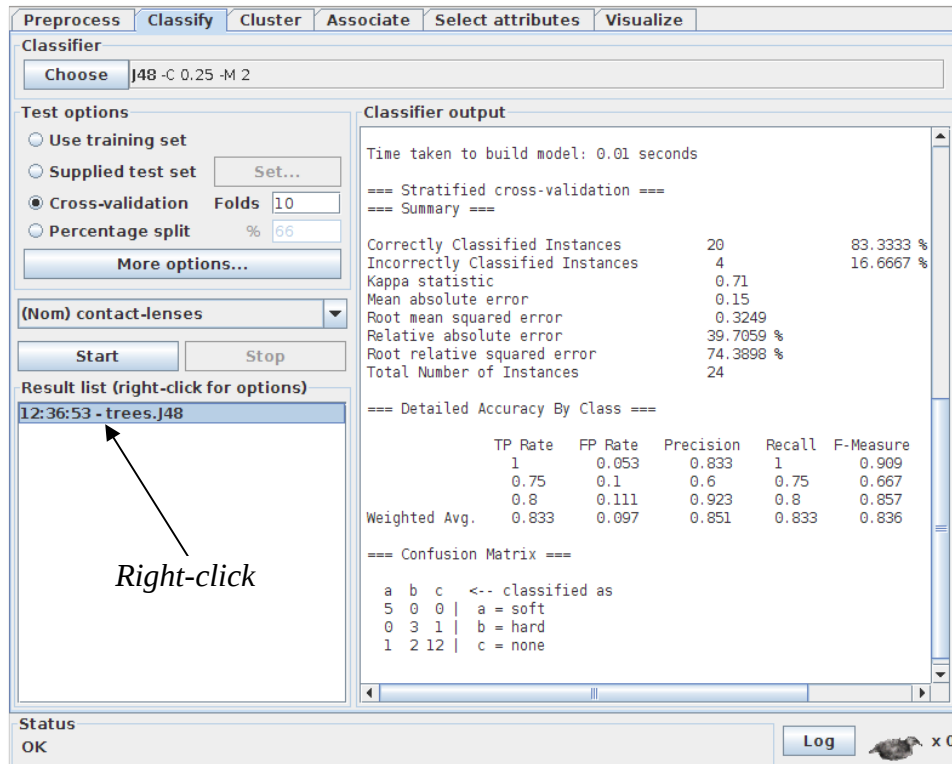 Preprocess Classify Cluster Associate Select attributes Visualize
Classifier
Choose J48 -C 0.25 -M 2
Test options
Use training set
Supplied test set Set...
Cross-validation Folds 10
Percentage split % 66
More options...
(Nom) contact-lenses
Start Stop
Result list (right-click for options)
12:36:53 - trees.J48
Right-click
Classifier output
Time taken to build model: 0.01 seconds
=== Stratified cross-validation ===
=== Summary ===
Correctly Classified Instances 20 83.3333 %
Incorrectly Classified Instances 4 16.6667 %
Kappa statistic 0.71
Mean absolute error 0.15
Root mean squared error 0.3249
Relative absolute error 39.7059 %
Root relative squared error 74.3898 %
Total Number of Instances 24
=== Detailed Accuracy By Class ===
TP Rate FP Rate Precision Recall F-Measure
1 0.053 0.833 1 0.909
0.75 0.1 0.6 0.75 0.667
0.8 0.111 0.923 0.8 0.857
Weighted Avg. 0.833 0.097 0.851 0.833 0.836
=== Confusion Matrix ===
a b c <-- classified as
5 0 0 | a = soft
0 3 1 | b = hard
1 2 12 | c = none
Status
OK
Log x 0